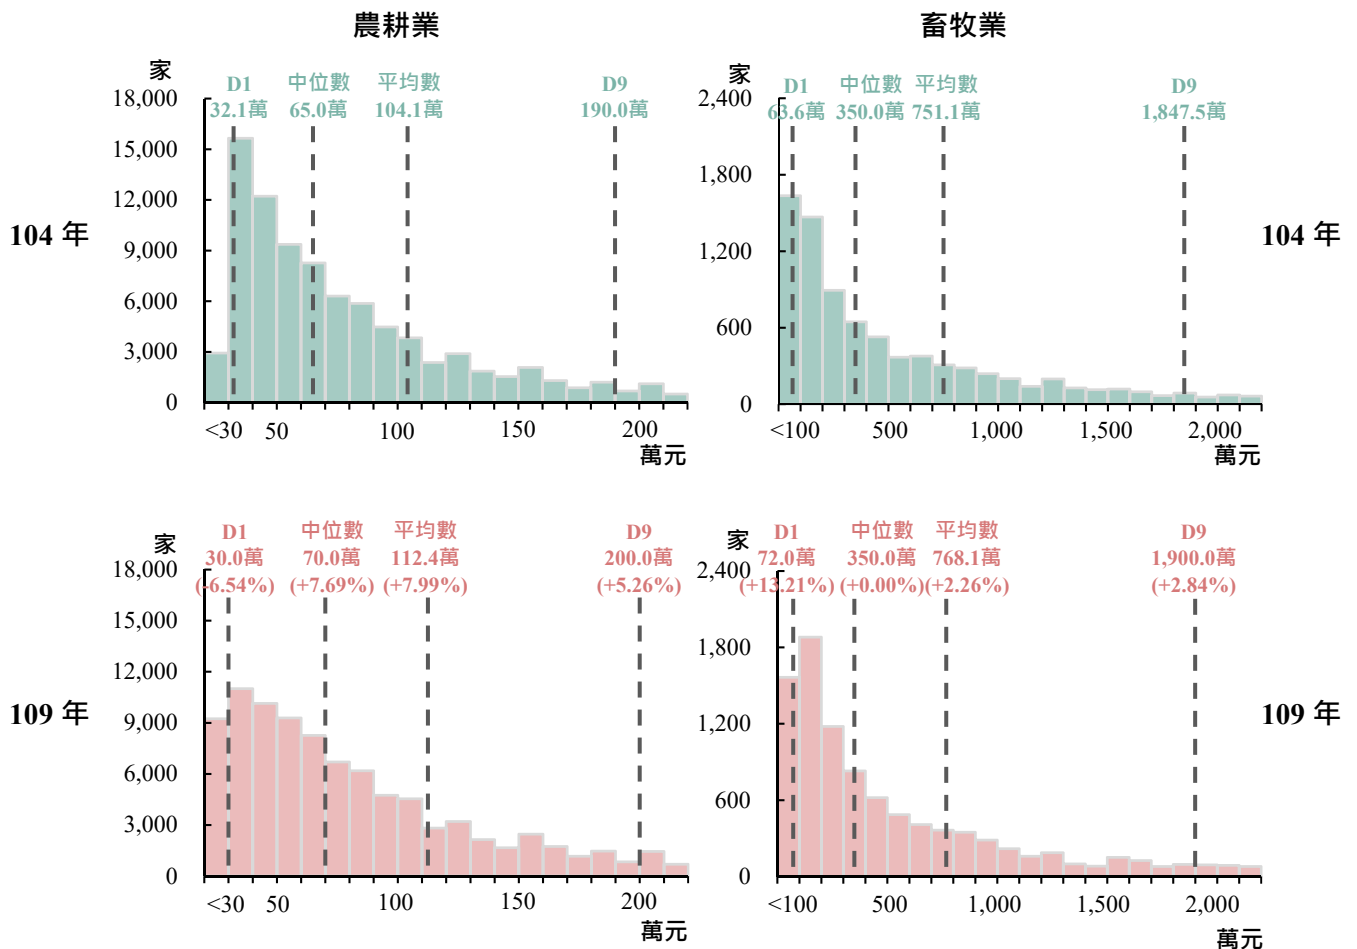 農耕業
畜牧業
家
D1 中位數 平均數 D9
32.1萬 65.0萬 104.1萬 190.0萬
18,000
15,000
12,000
9,000
6,000
3,000
0
<30 50 100 150 200
萬元
104 年
家
D1 中位數 平均數 D9
63.6萬 350.0萬 751.1萬 1,847.5萬
2,400
1,800
1,200
600
0
<100 500 1,000 1,500 2,000
萬元
104 年
家
D1 中位數 平均數 D9
30.0萬 70.0萬 112.4萬 200.0萬
(-6.54%) (+7.69%) (+7.99%) (+5.26%)
18,000
15,000
12,000
9,000
6,000
3,000
0
<30 50 100 150 200
萬元
109 年
家
D1 中位數 平均數 D9
72.0萬 350.0萬 768.1萬 1,900.0萬
(+13.21%) (+0.00%) (+2.26%) (+2.84%)
2,400
1,800
1,200
600
0
<100 500 1,000 1,500 2,000
萬元
109 年